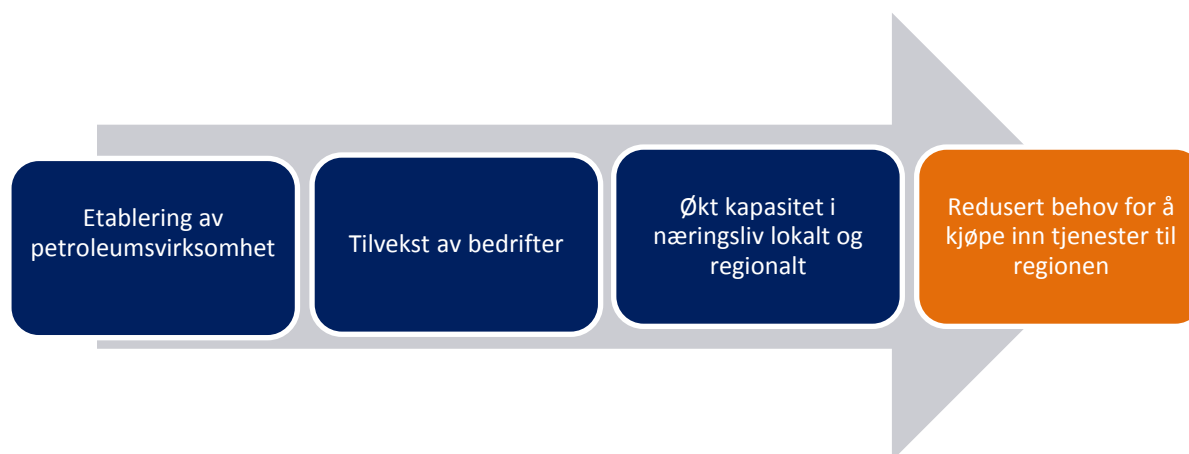 Etablering av
petroleumsvirksomhet
Tilvekst av bedrifter
Økt kapasitet i
næringsliv lokalt og
regionalt
Redusert behov for å
kjøpe inn tjenester til
regionen